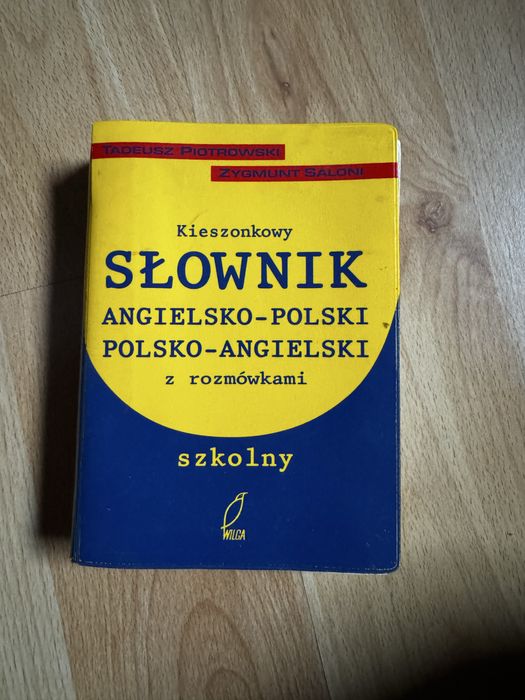 TADEUSZ PIOTROWSKI
ZYGMUNT SALONI
Kieszonkowy
SŁOWNIK
ANGIELSKO-POLSKI
POLSKO-ANGIELSKI
z rozmówkami
szkolny
WILGA